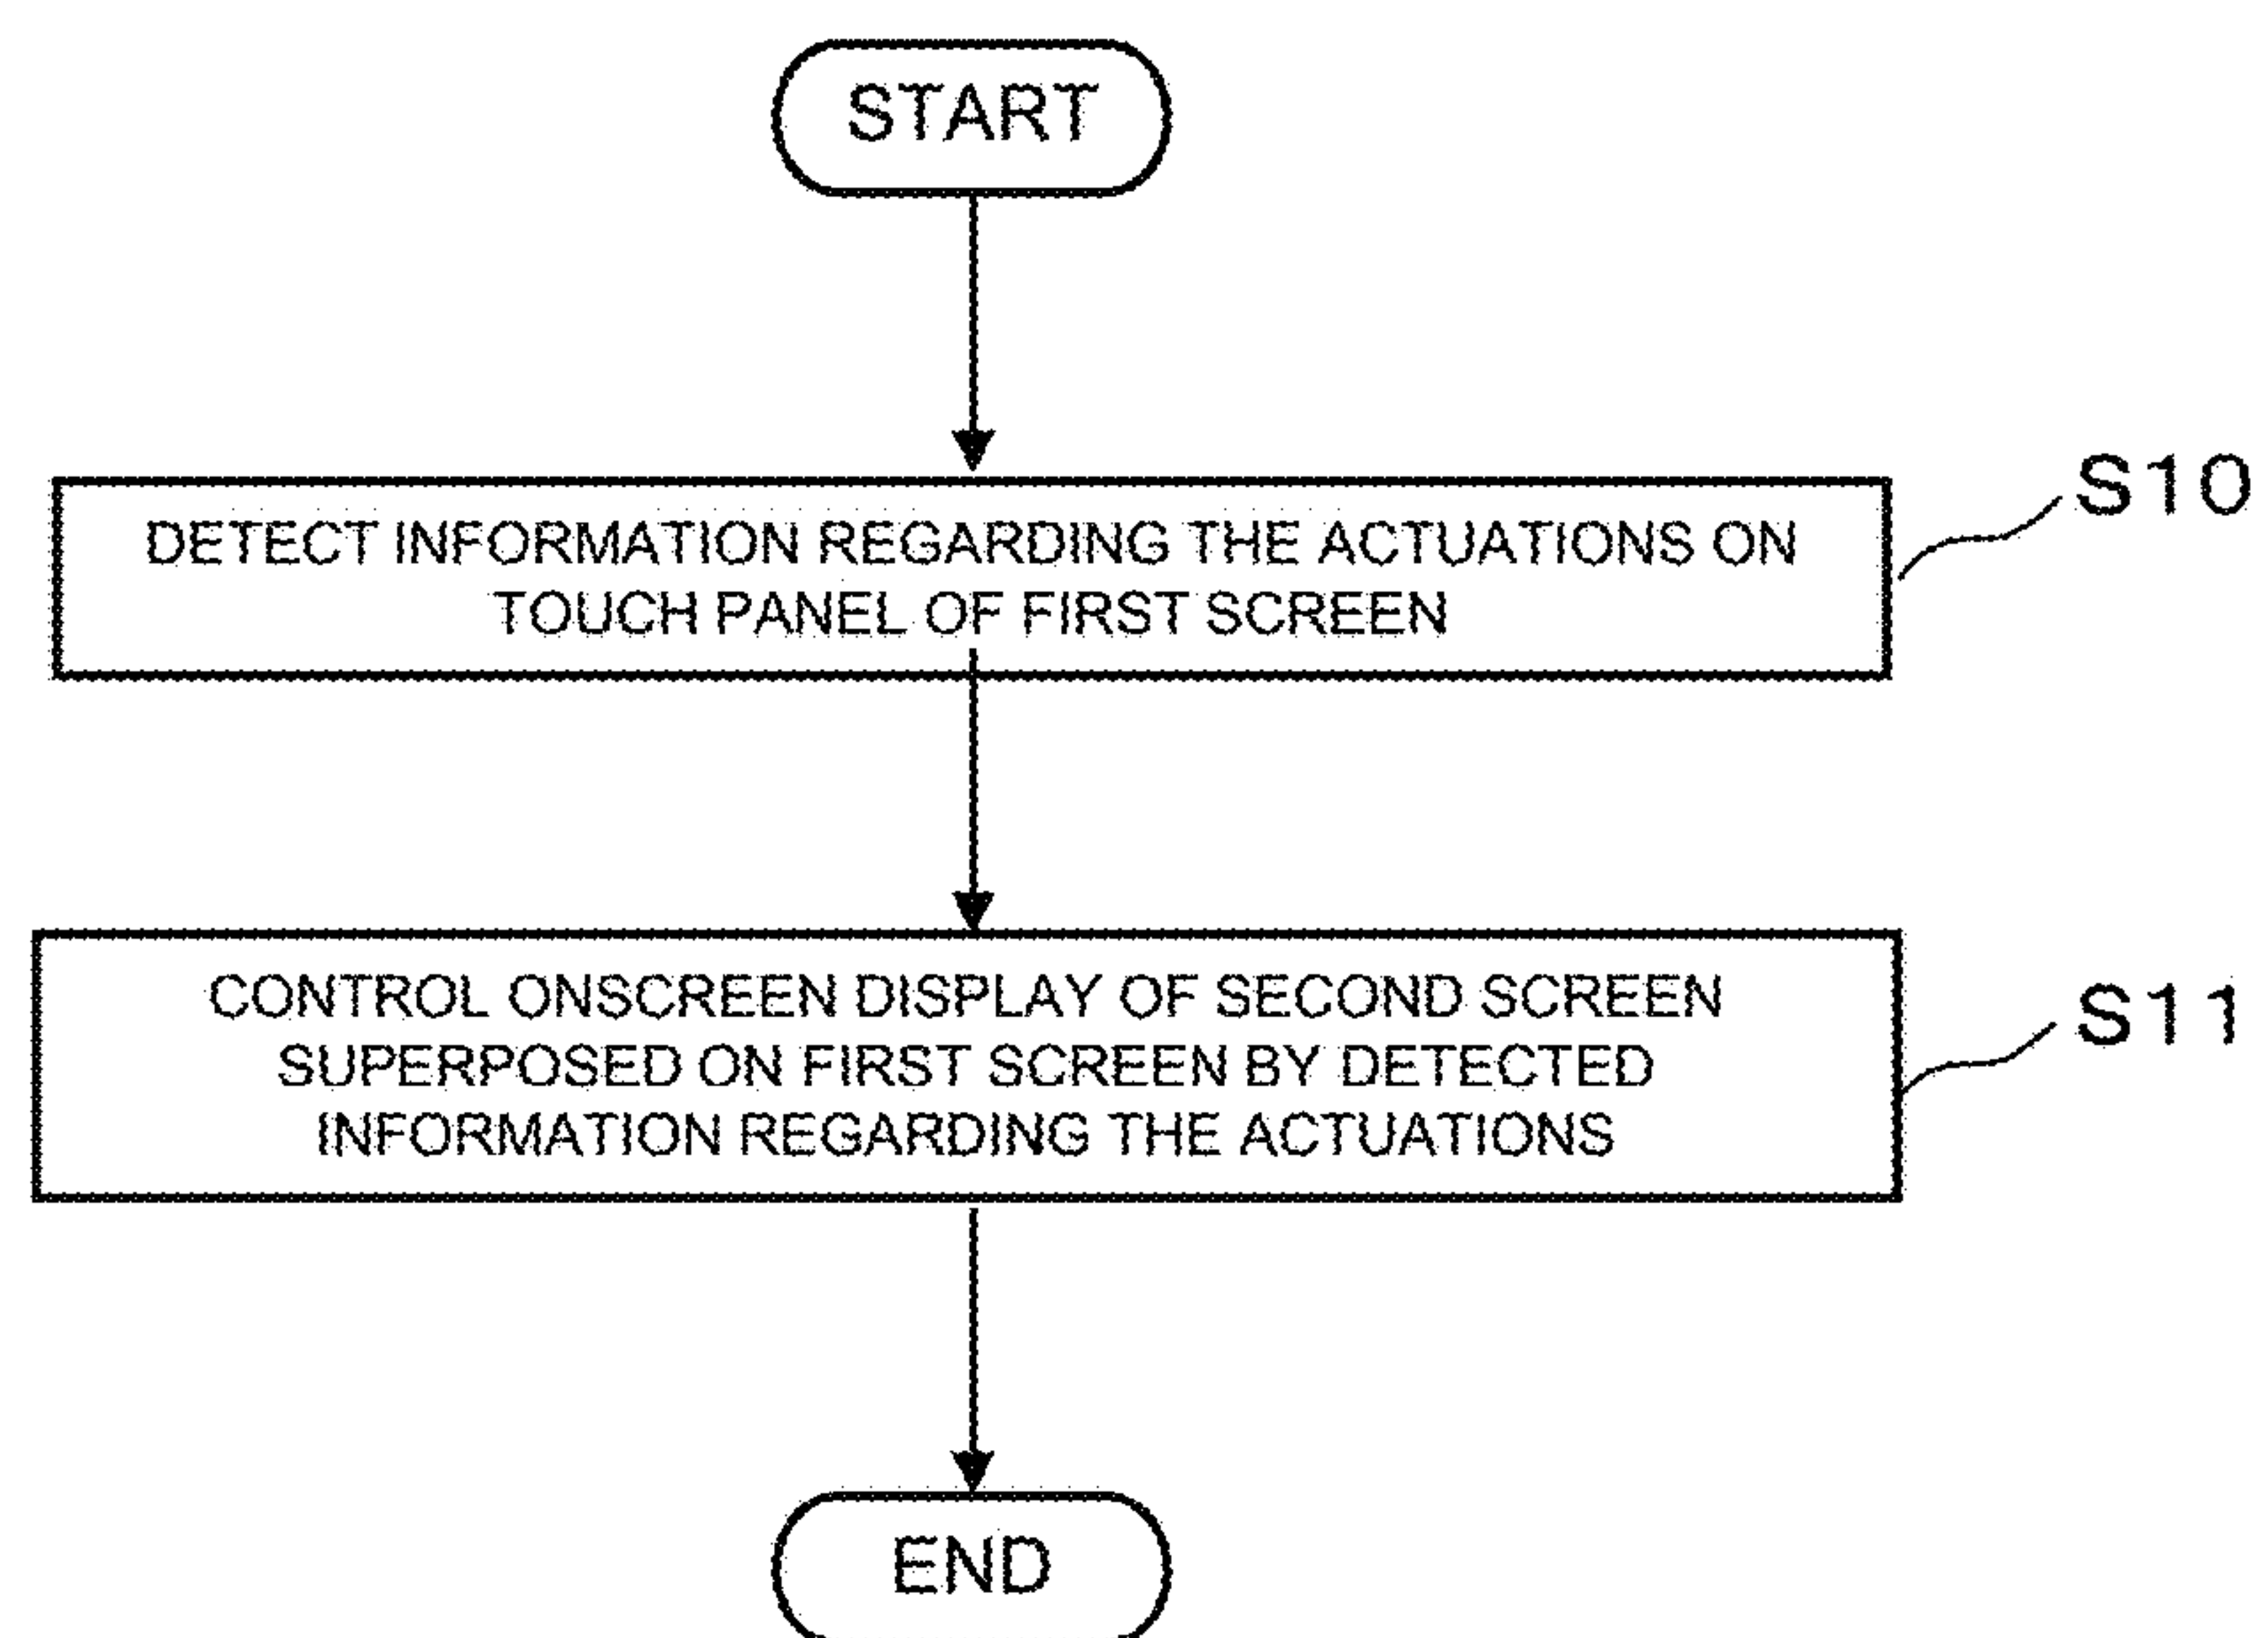 START
DETECT INFORMATION REGARDING THE ACTUATIONS ON
TOUCH PANEL OF FIRST SCREEN
S10
CONTROL ONSCREEN DISPLAY OF SECOND SCREEN
SUPERPOSED ON FIRST SCREEN BY DETECTED
INFORMATION REGARDING THE ACTUATIONS
S11
END